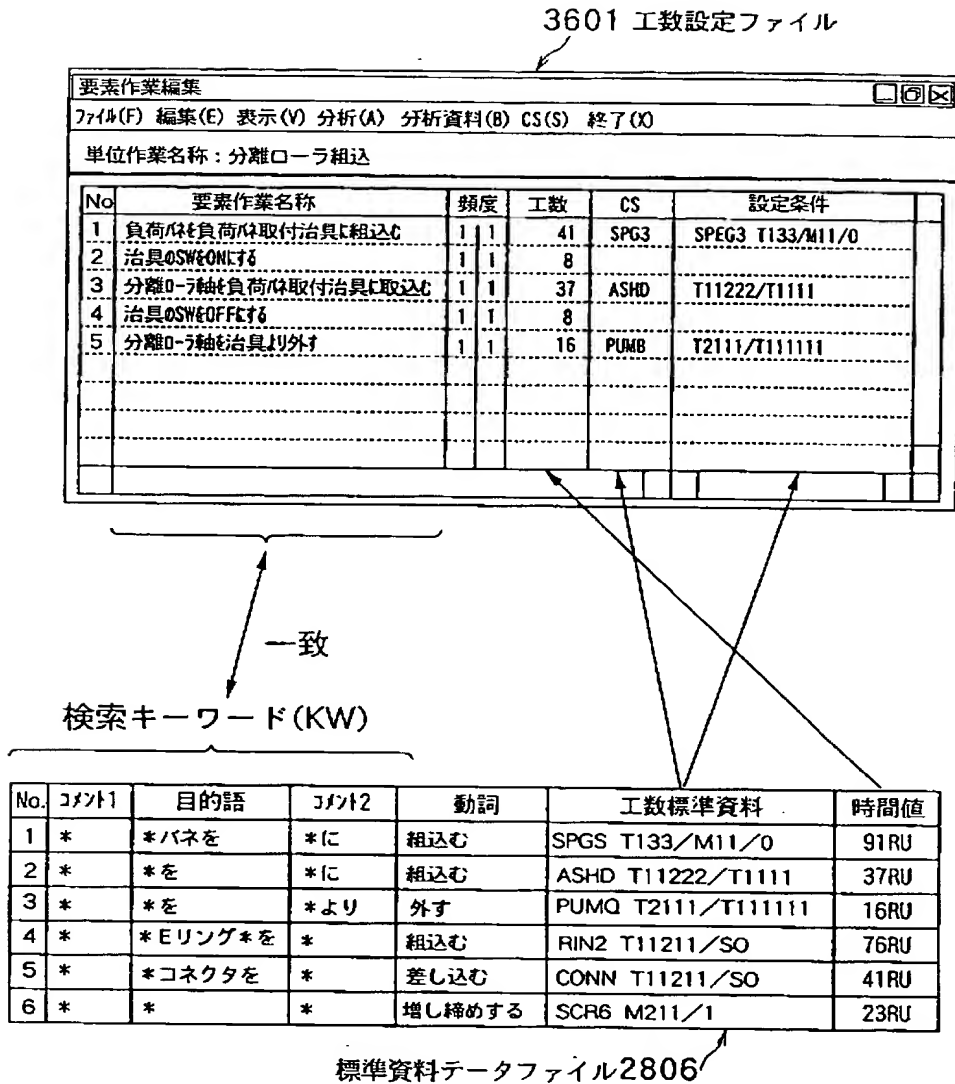 3601 工数設定ファイル
要素作業編集
ファイル(F) 編集(E) 表示(V) 分析(A) 分析資料(B) CS(S) 終了(X)
単位作業名称:分離ローラ組込
No 要素作業名称 頻度 工数 CS 設定条件
1 負荷バネを負荷バネ取付治具に組込む 1 1 41 SPG3 SPEG3 T133/M11/0
2 治具のSWをONにする 1 1 8
3 分離ローラ軸を負荷バネ取付治具に取込む 1 1 37 ASHD T11222/T1111
4 治具のSWをOFFにする 1 1 8
5 分離ローラ軸を治具より外す 1 1 16 PUMB T2111/T111111
一致
検索キーワード(KW)
No. コメント1 目的語 コメント2 動詞 工数標準資料 時間値
1 * *バネを *に 組込む SPGS T133/M11/0 91RU
2 * *を *に 組込む ASHD T11222/T1111 37RU
3 * *を *より 外す PUMQ T2111/T111111 16RU
4 * *Eリング*を * 組込む RIN2 T11211/SO 76RU
5 * *コネクタを * 差し込む CONN T11211/SO 41RU
6 * * * 増し締めする SCR6 M211/1 23RU
標準資料データファイル2806